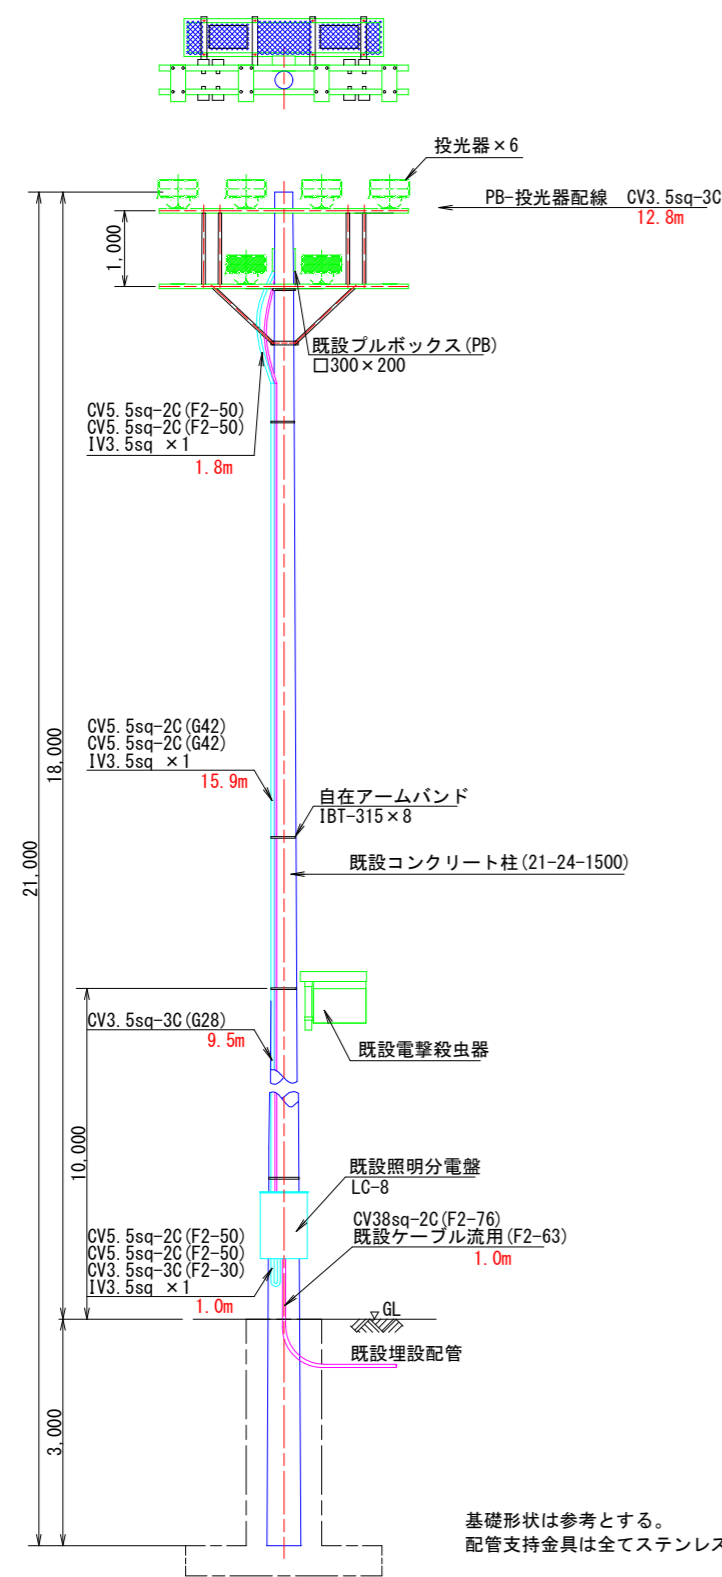 投光器×6
PB-投光器配線 CV3.5sq-3C
12.8m
1,000
既設プルボックス(PB)
□300×200
CV5.5sq-2C(F2-50)
CV5.5sq-2C(F2-50)
IV3.5sq ×1
1.8m
18,000
21,000
CV5.5sq-2C(G42)
CV5.5sq-2C(G42)
IV3.5sq ×1
15.9m
自在アームバンド
IBT-315×8
既設コンクリート柱(21-24-1500)
CV3.5sq-3C(G28)
9.5m
既設電撃殺虫器
10,000
既設照明分電盤
LC-8
CV38sq-2C(F2-76)
既設ケーブル流用(F2-63)
1.0m
CV5.5sq-2C(F2-50)
CV5.5sq-2C(F2-50)
CV3.5sq-3C(F2-30)
IV3.5sq ×1
1.0m
GL
既設埋設配管
3,000
基礎形状は参考とする。
配管支持金具は全てステンレス